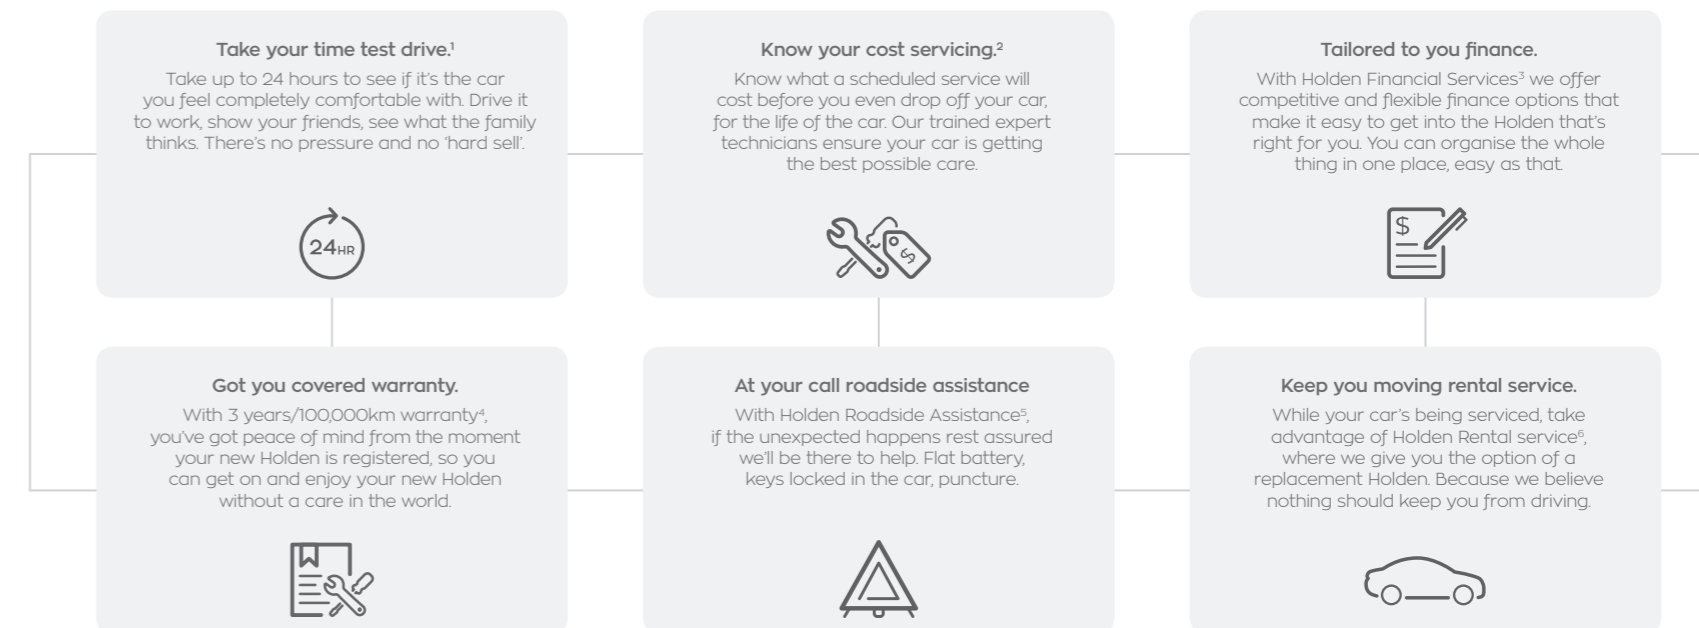 Take your time test drive.¹
Take up to 24 hours to see if it's the car
you feel completely comfortable with. Drive it
to work, show your friends, see what the family
thinks. There's no pressure and no 'hard sell'.
24HR
Know your cost servicing.²
Know what a scheduled service will
cost before you even drop off your car,
for the life of the car. Our trained expert
technicians ensure your car is getting
the best possible care.
$
Tailored to you finance.
With Holden Financial Services³ we offer
competitive and flexible finance options that
make it easy to get into the Holden that's
right for you. You can organise the whole
thing in one place, easy as that.
$
Got you covered warranty.
With 3 years/100,000km warranty⁴,
you've got peace of mind from the moment
your new Holden is registered, so you
can get on and enjoy your new Holden
without a care in the world.
At your call roadside assistance
With Holden Roadside Assistance⁵,
if the unexpected happens rest assured
we'll be there to help. Flat battery,
keys locked in the car, puncture.
Keep you moving rental service.
While your car's being serviced, take
advantage of Holden Rental service⁶,
where we give you the option of a
replacement Holden. Because we believe
nothing should keep you from driving.